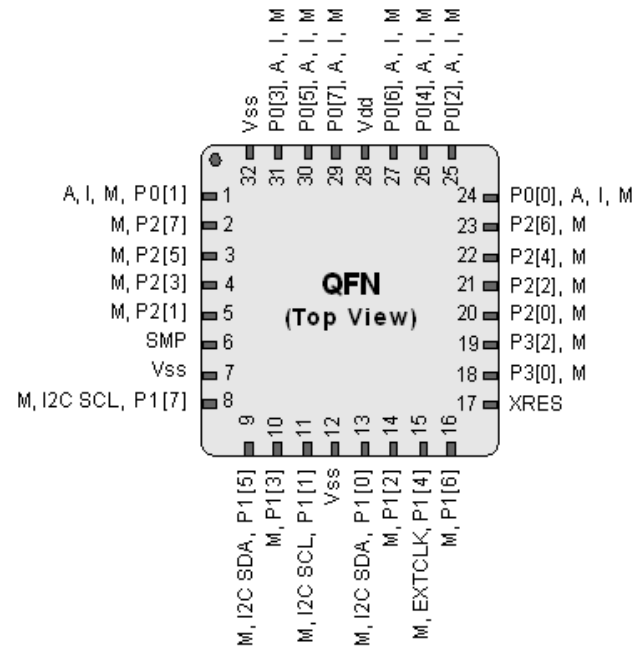 Vss
P0[3], A, I, M
P0[5], A, I, M
P0[7], A, I, M
Vdd
P0[6], A, I, M
P0[4], A, I, M
P0[2], A, I, M
32
31
30
29
28
27
26
25
A, I, M, P0[1] 1
M, P2[7] 2
M, P2[5] 3
M, P2[3] 4
M, P2[1] 5
SMP 6
Vss 7
M, I2C SCL, P1[7] 8
QFN
(Top View)
24 P0[0], A, I, M
23 P2[6], M
22 P2[4], M
21 P2[2], M
20 P2[0], M
19 P3[2], M
18 P3[0], M
17 XRES
9
10
11
12
13
14
15
16
M, I2C SDA, P1[5]
M, P1[3]
M, I2C SCL, P1[1]
Vss
M, I2C SDA, P1[0]
M, P1[2]
M, EXTCLK, P1[4]
M, P1[6]